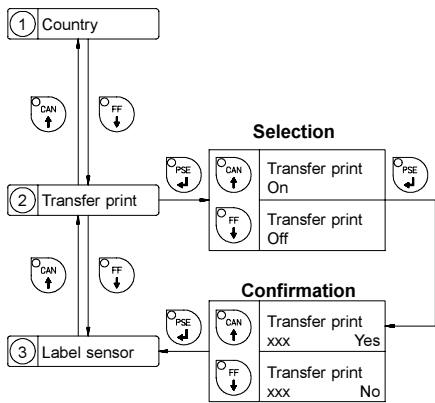 1 Country
CAN FF
Selection
PSE CAN Transfer print PSE
On
2 Transfer print
FF Transfer print
Off
CAN FF
Confirmation
PSE CAN Transfer print
xxx Yes
3 Label sensor
FF Transfer print
xxx No